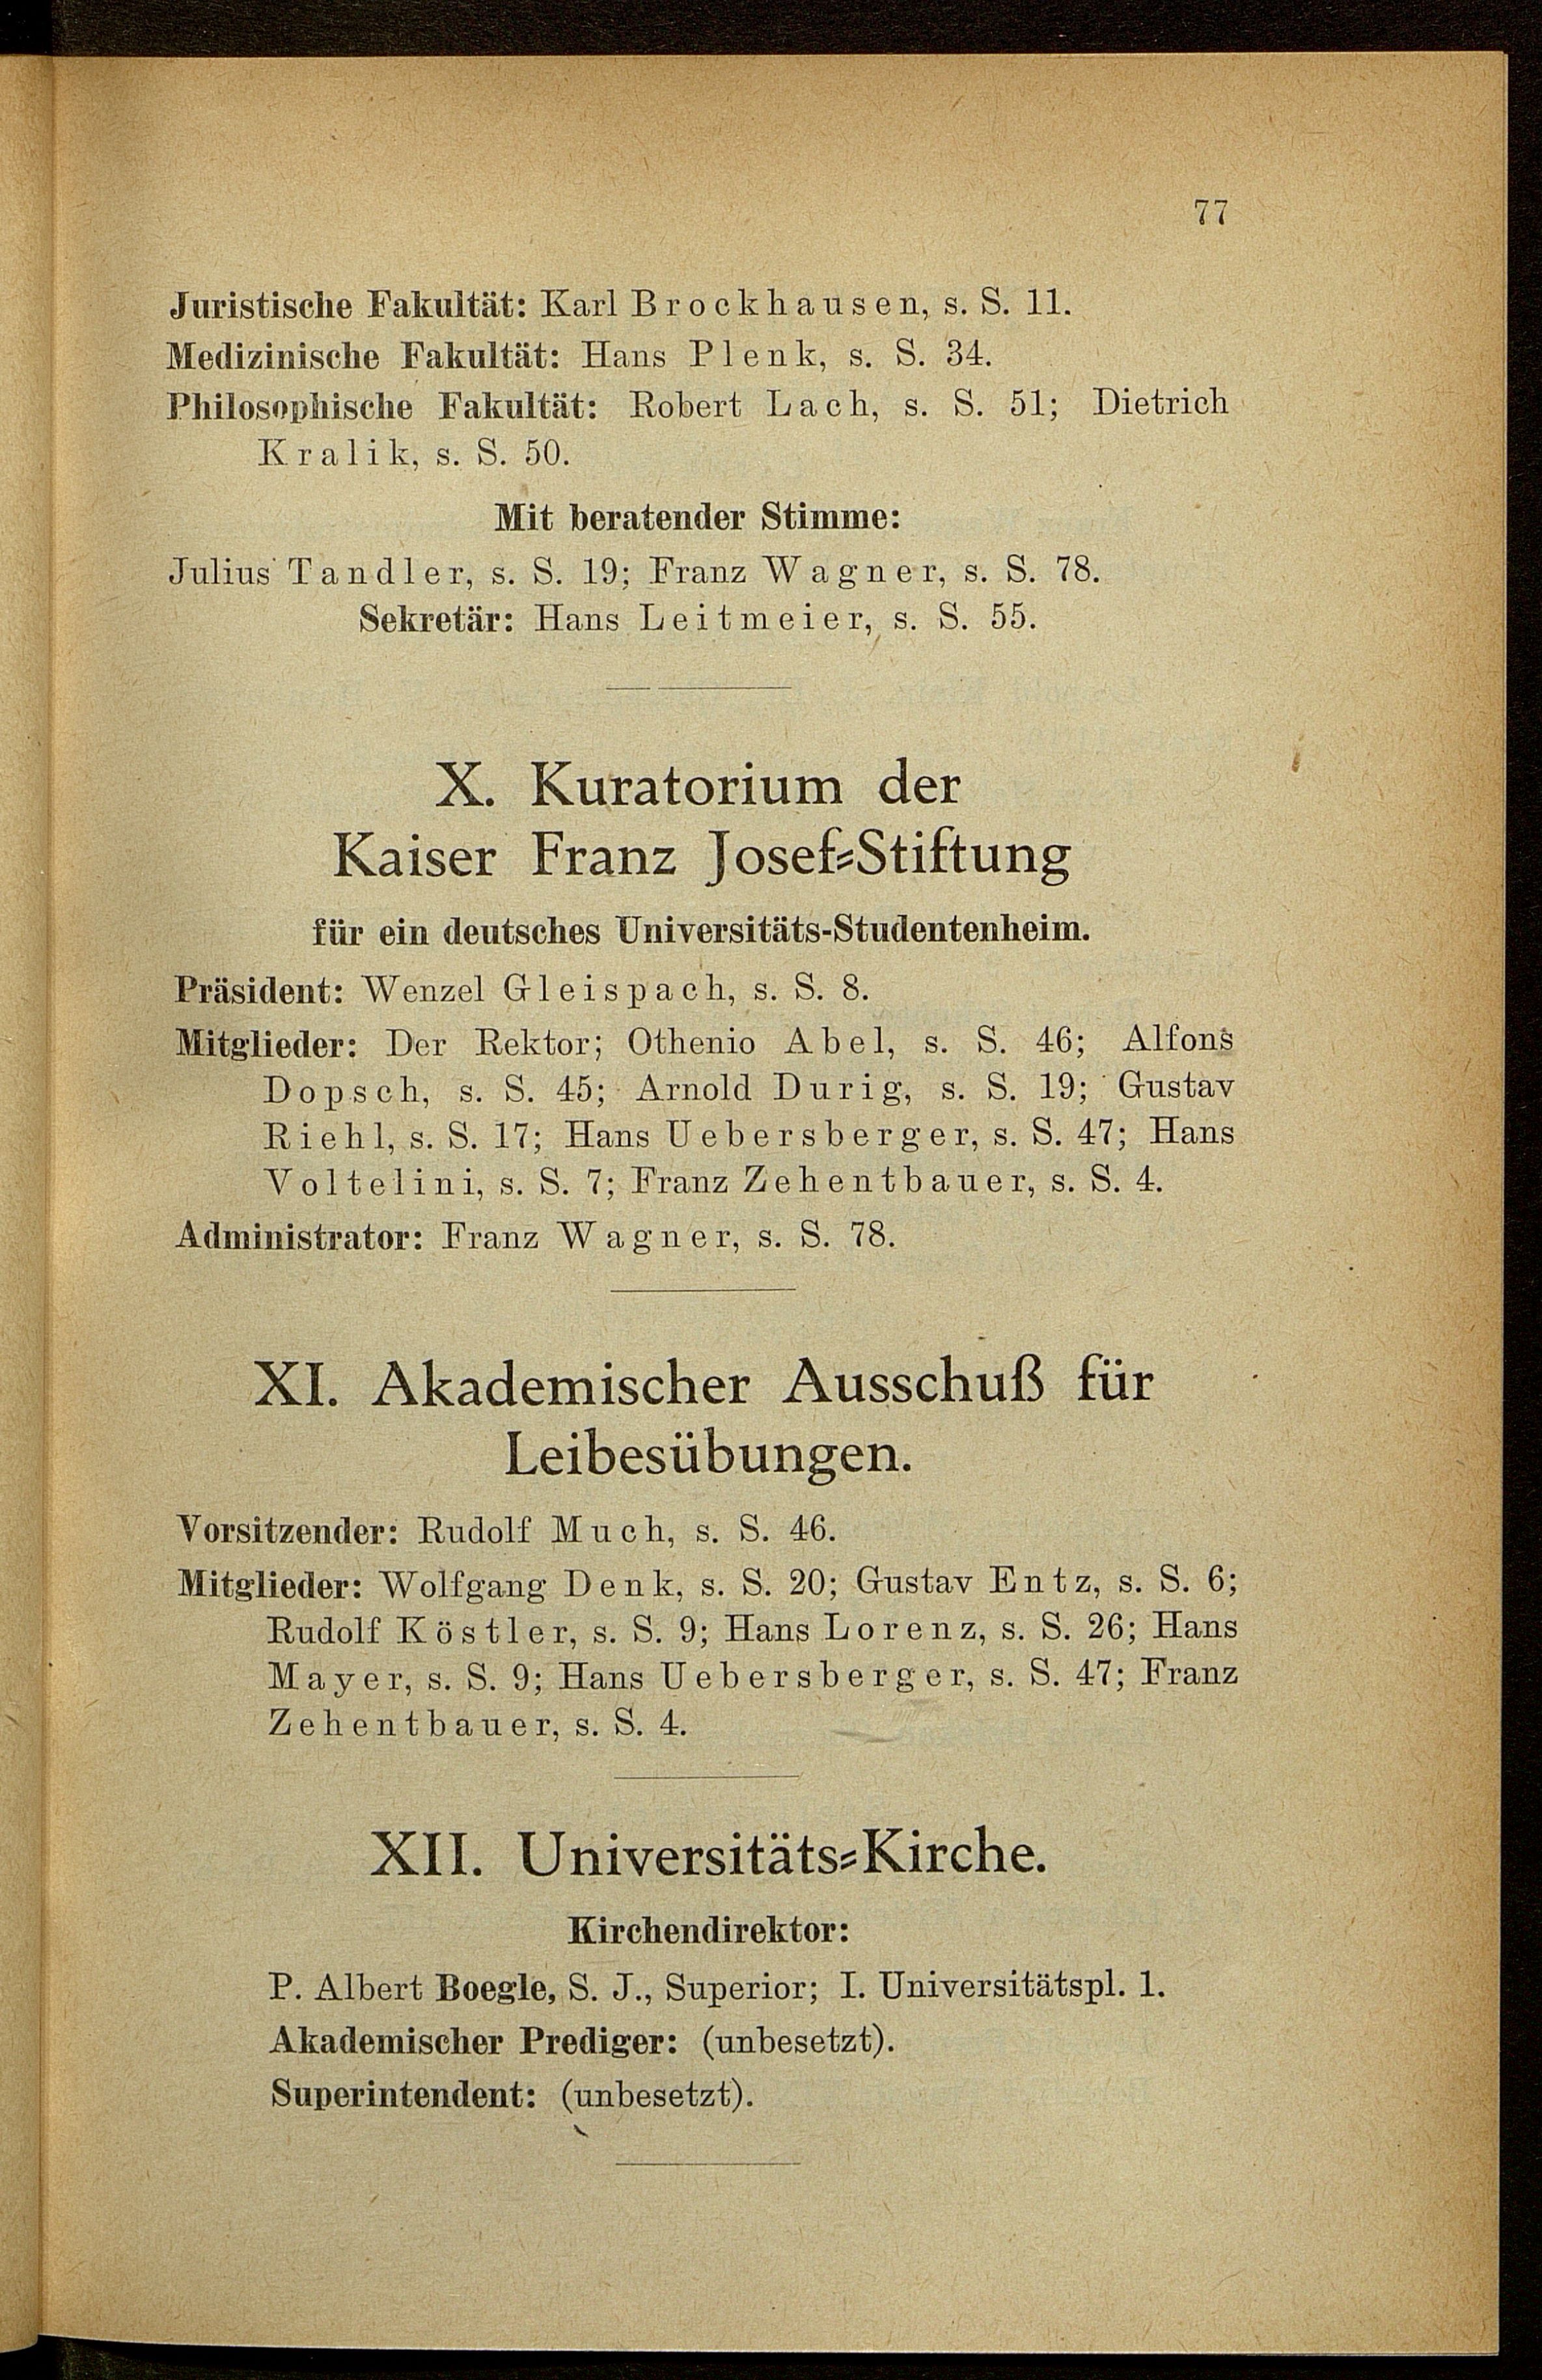 77
Juristische Fakultät: Karl Brockhausen, s. S. 11.
Medizinische Fakultät: Hans Plenk, s. S. 34.
Philosophische Fakultät: Robert Lach, s. S. 51; Dietrich
Kralik, s. S. 50.
Mit beratender Stimme:
Julius Tandler, s. S. 19; Franz Wagner, s. S. 78.
Sekretär: Hans Leitmeier, s. S. 55.
X. Kuratorium der
Kaiser Franz Josef-Stiftung
für ein deutsches Universitäts-Studentenheim.
Präsident: Wenzel Gleispach, s. S. 8.
Mitglieder: Der Rektor; Othenio Abel, s. S. 46; Alfons
Dopsch, s. S. 45; Arnold Durig, s. S. 19; Gustav
Riehl, s. S. 17; Hans Uebersberger, s. S. 47; Hans
Voltelini, s. S. 7; Franz Zehentbauer, s. S. 4.
Administrator: Franz Wagner, s. S. 78.
XI. Akademischer Ausschuß für
Leibesübungen.
Vorsitzender: Rudolf Much, s. S. 46.
Mitglieder: Wolfgang Denk, s. S. 20; Gustav Entz, s. S. 6;
Rudolf Köstler, s. S. 9; Hans Lorenz, s. S. 26; Hans
Mayer, s. S. 9; Hans Uebersberger, s. S. 47; Franz
Zehentbauer, s. S. 4.
XII. Universitäts-Kirche.
Kirchendirektor:
P. Albert Boegle, S. J., Superior; I. Universitätspl. 1.
Akademischer Prediger: (unbesetzt).
Superintendent: (unbesetzt).